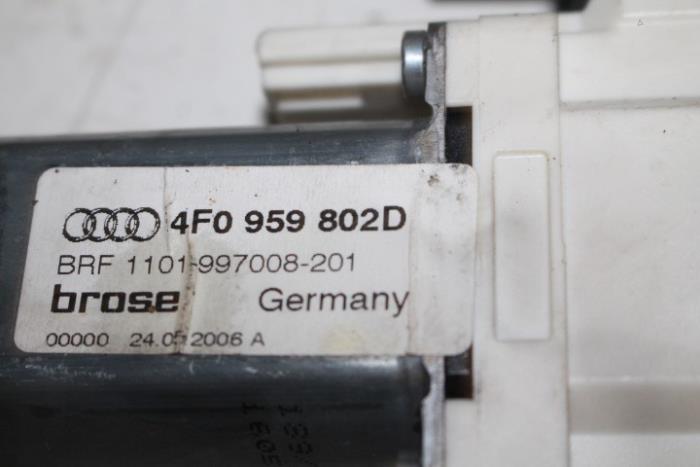 4F0 959 802D
BRF 1101-997008-201
brose Germany
00000 24.05.2006 A